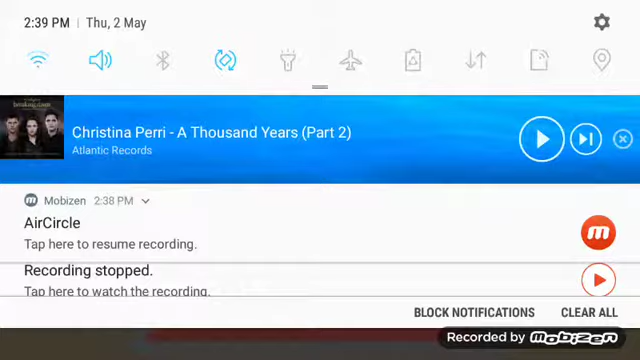 2:39 PM | Thu, 2 May
Christina Perri - A Thousand Years (Part 2)
Atlantic Records
Mobizen 2:38 PM
AirCircle
Tap here to resume recording.
Recording stopped.
Tap here to watch the recording.
BLOCK NOTIFICATIONS CLEAR ALL
Recorded by mobizen